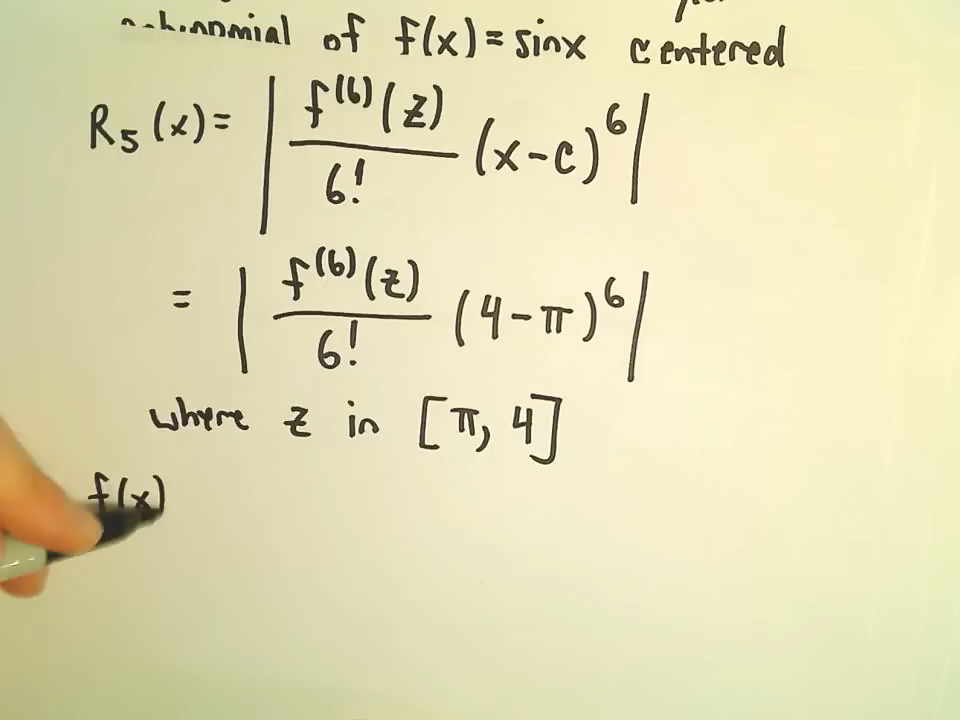 of f(x)=sinx centered
R₅(x)= | f⁽⁶⁾(z)/6! (x-c)⁶ |
= | f⁽⁶⁾(z)/6! (4-π)⁶ |
where z in [π, 4]
f(x)